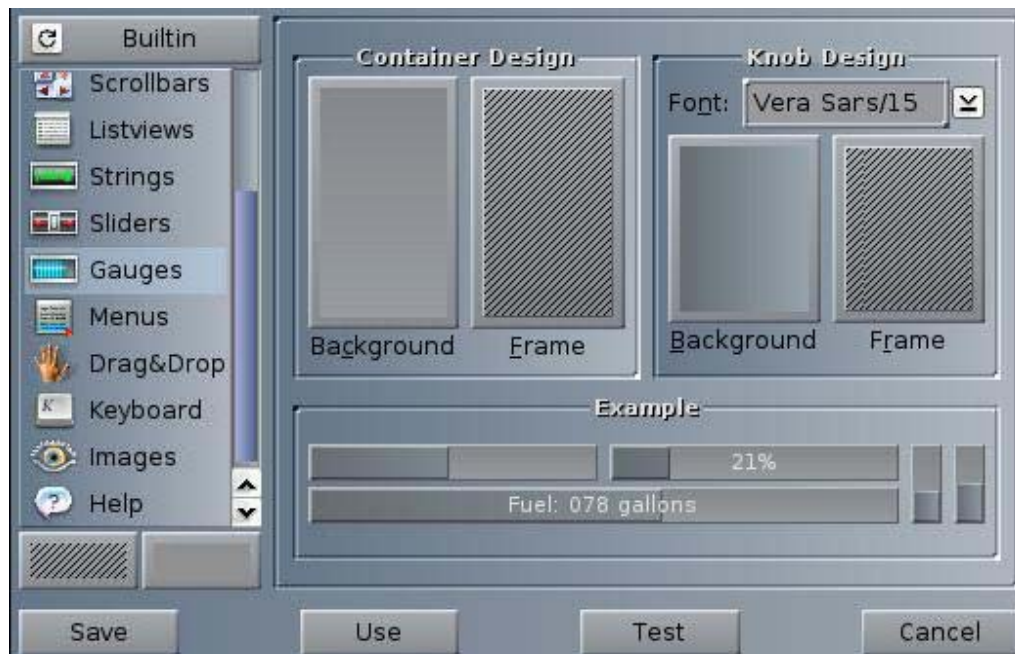 Builtin
Scrollbars
Listviews
Strings
Sliders
Gauges
Menus
Drag&Drop
Keyboard
Images
Help
Container Design
Background
Frame
Knob Design
Font: Vera Sans/15
Background
Frame
Example
21%
Fuel: 078 gallons
Save
Use
Test
Cancel